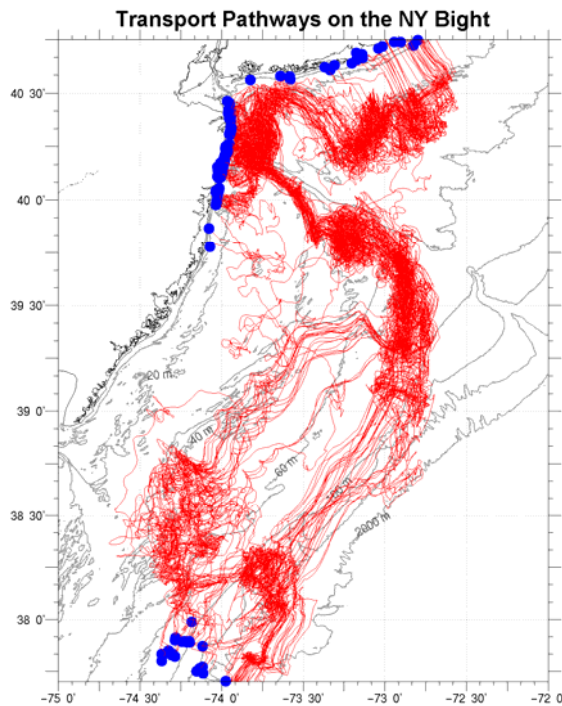 Transport Pathways on the NY Bight
40 30'
40 0'
39 30'
20 m
39 0'
40 m
60 m
38 30'
2000 m
38 0'
−75 0' −74 30' −74 0' −73 30' −73 0' −72 30' −72 0'